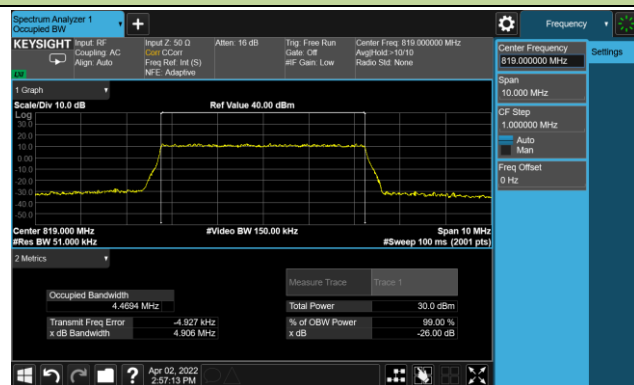 Spectrum Analyzer 1
Occupied BW
Frequency
KEYSIGHT
Input: RF
Coupling: AC
Align: Auto
Input Z: 50 Ω
Corr CCorr
Freq Ref: Int (S)
NFE: Adaptive
Atten: 16 dB
Trig: Free Run
Gate: Off
#IF Gain: Low
Center Freq: 819.000000 MHz
Avg|Hold:>10/10
Radio Std: None
Center Frequency
819.000000 MHz
Settings
Span
10.000 MHz
CF Step
1.000000 MHz
Auto
Man
Freq Offset
0 Hz
1 Graph
Scale/Div 10.0 dB
Ref Value 40.00 dBm
Log
30.0
20.0
10.0
0.00
-10.0
-20.0
-30.0
-40.0
-50.0
Center 819.000 MHz
#Video BW 150.00 kHz
Span 10 MHz
#Res BW 51.000 kHz
#Sweep 100 ms (2001 pts)
2 Metrics
Measure Trace
Trace 1
Occupied Bandwidth
4.4694 MHz
Total Power
30.0 dBm
Transmit Freq Error
-4.927 kHz
% of OBW Power
99.00 %
x dB Bandwidth
4.906 MHz
x dB
-26.00 dB
Apr 02, 2022
2:57:13 PM